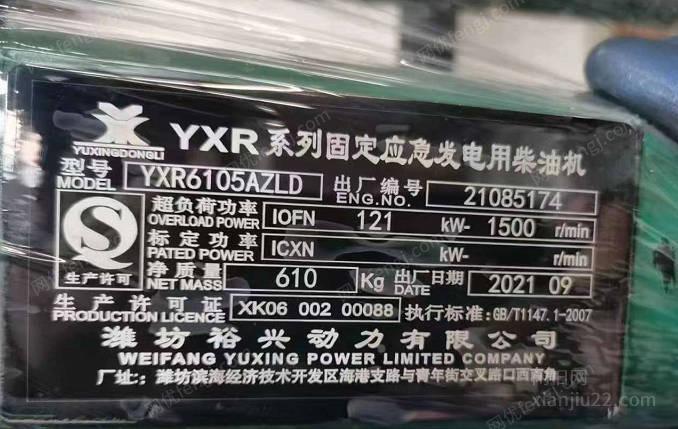 YUXINGDONGLI
YXR系列固定应急发电用柴油机
型号 MODEL YXR6105AZLD 出厂编号 ENG.NO. 21085174
超负荷功率 OVERLOAD POWER IOFN 121 kW- 1500 r/min
标定功率 PATED POWER ICXN kW- r/min
净质量 NET MASS 610 Kg 出厂日期 DATE 2021 09
生产许可
生产许可证 PRODUCTION LICENCE XK06 002 00088 执行标准:GB/T1147.1-2007
潍坊裕兴动力有限公司
WEIFANG YUXING POWER LIMITED COMPANY
厂址:潍坊滨海经济技术开发区海港支路与青年街交叉路口西南角
xianjiu22.com